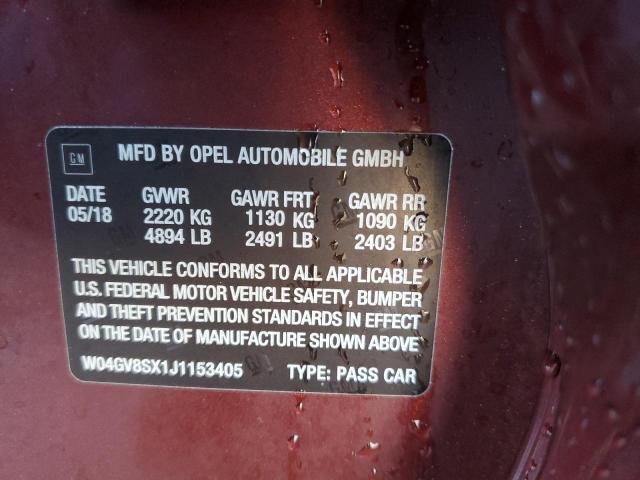 GM MFD BY OPEL AUTOMOBILE GMBH
DATE GVWR GAWR FRT GAWR RR
05/18 2220 KG 1130 KG 1090 KG
4894 LB 2491 LB 2403 LB
THIS VEHICLE CONFORMS TO ALL APPLICABLE
U.S. FEDERAL MOTOR VEHICLE SAFETY, BUMPER
AND THEFT PREVENTION STANDARDS IN EFFECT
ON THE DATE OF MANUFACTURE SHOWN ABOVE
W04GV8SX1J1153405 TYPE: PASS CAR